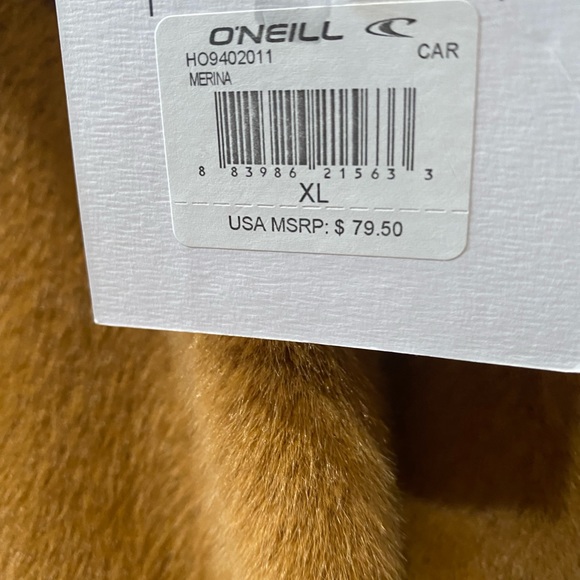 O'NEILL
HO9402011 CAR
MERINA
8 83986 21563 3
XL
USA MSRP: $ 79.50